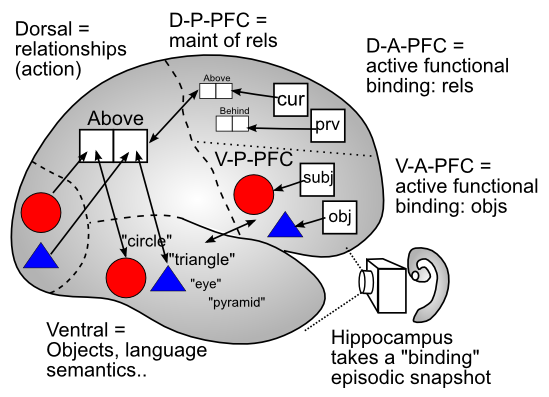 Dorsal =
relationships
(action)
D-P-PFC =
maint of rels
D-A-PFC =
active functional
binding: rels
Above
Above
cur
Behind
prv
V-P-PFC
subj
obj
V-A-PFC =
active functional
binding: objs
"circle"
"triangle"
"eye"
"pyramid"
Ventral =
Objects, language
semantics..
Hippocampus
takes a "binding"
episodic snapshot